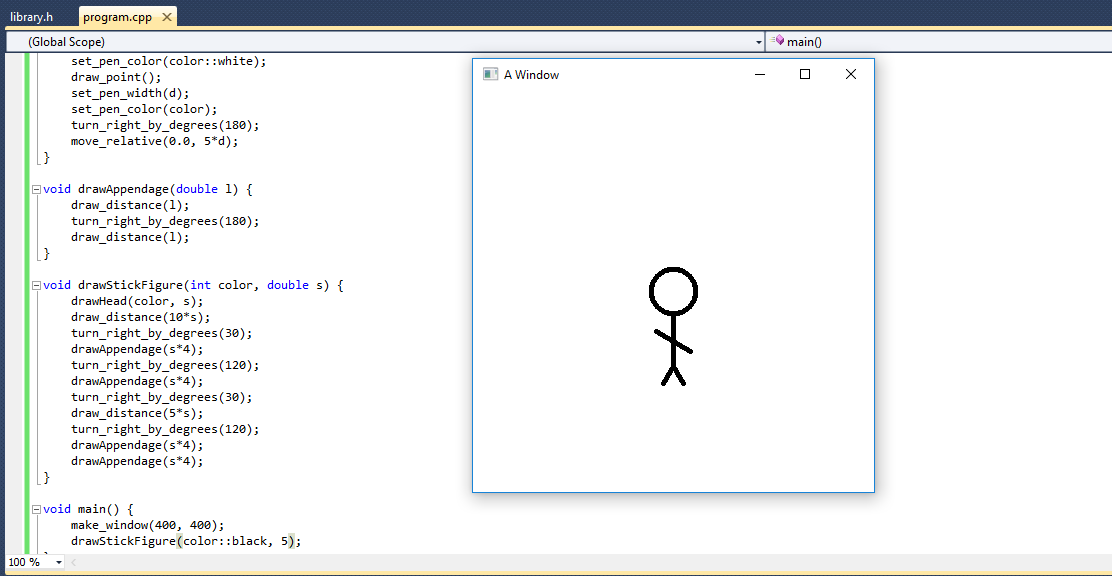 library.h program.cpp
(Global Scope) main()
set_pen_color(color::white);
draw_point();
set_pen_width(d);
set_pen_color(color);
turn_right_by_degrees(180);
move_relative(0.0, 5*d);
}
void drawAppendage(double l) {
draw_distance(l);
turn_right_by_degrees(180);
draw_distance(l);
}
void drawStickFigure(int color, double s) {
drawHead(color, s);
draw_distance(10*s);
turn_right_by_degrees(30);
drawAppendage(s*4);
turn_right_by_degrees(120);
drawAppendage(s*4);
turn_right_by_degrees(30);
draw_distance(5*s);
turn_right_by_degrees(120);
drawAppendage(s*4);
drawAppendage(s*4);
}
void main() {
make_window(400, 400);
drawStickFigure(color::black, 5);
100 %
A Window